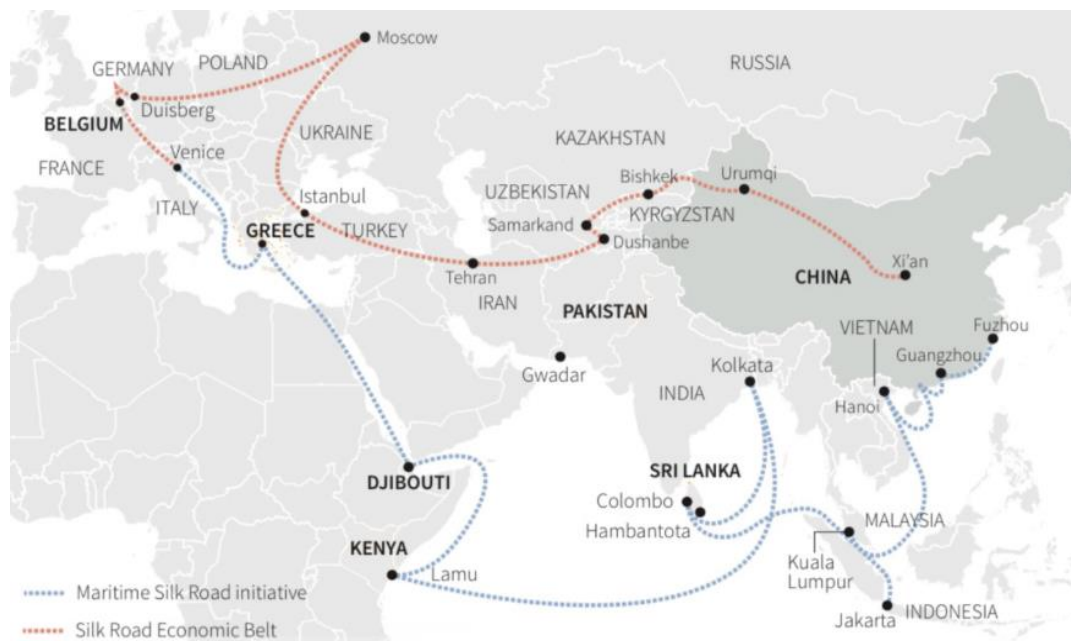 Moscow
POLAND
GERMANY
RUSSIA
Duisberg
BELGIUM
UKRAINE
KAZAKHSTAN
Venice
FRANCE
Bishkek
Urumqi
UZBEKISTAN
Istanbul
ITALY
KYRGYZSTAN
Samarkand
GREECE
TURKEY
Dushanbe
Xi'an
Tehran
CHINA
IRAN
PAKISTAN
VIETNAM
Fuzhou
Guangzhou
Kolkata
Gwadar
INDIA
Hanoi
SRI LANKA
DJIBOUTI
Colombo
MALAYSIA
Hambantota
KENYA
Kuala
Lumpur
Lamu
Maritime Silk Road initiative
Jakarta
INDONESIA
Silk Road Economic Belt